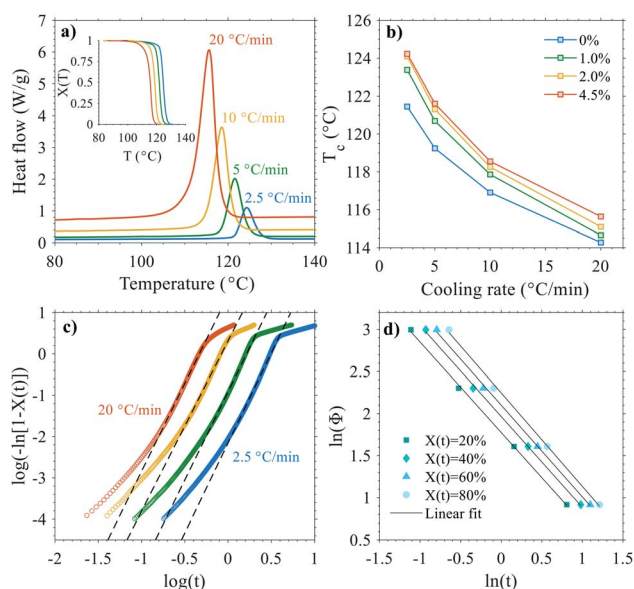 a)
20 °C/min
10 °C/min
5 °C/min
2.5 °C/min
Heat flow (W/g)
Temperature (°C)
7
6
5
4
3
2
1
0
80
100
120
140
X(T)
T (°C)
1
0.75
0.5
0.25
0
80
100
120
140
b)
0%
1.0%
2.0%
4.5%
T_c (°C)
Cooling rate (°C/min)
124
122
120
118
116
114
0
5
10
15
20
c)
20 °C/min
2.5 °C/min
log(-ln[1-X(t)])
log(t)
1
0
-1
-2
-3
-4
-2
-1.5
-1
-0.5
0
0.5
1
d)
X(t)=20%
X(t)=40%
X(t)=60%
X(t)=80%
Linear fit
ln(Φ)
ln(t)
3.0
2.5
2.0
1.5
1.0
0.5
-1.5
-1
-0.5
0
0.5
1
1.5